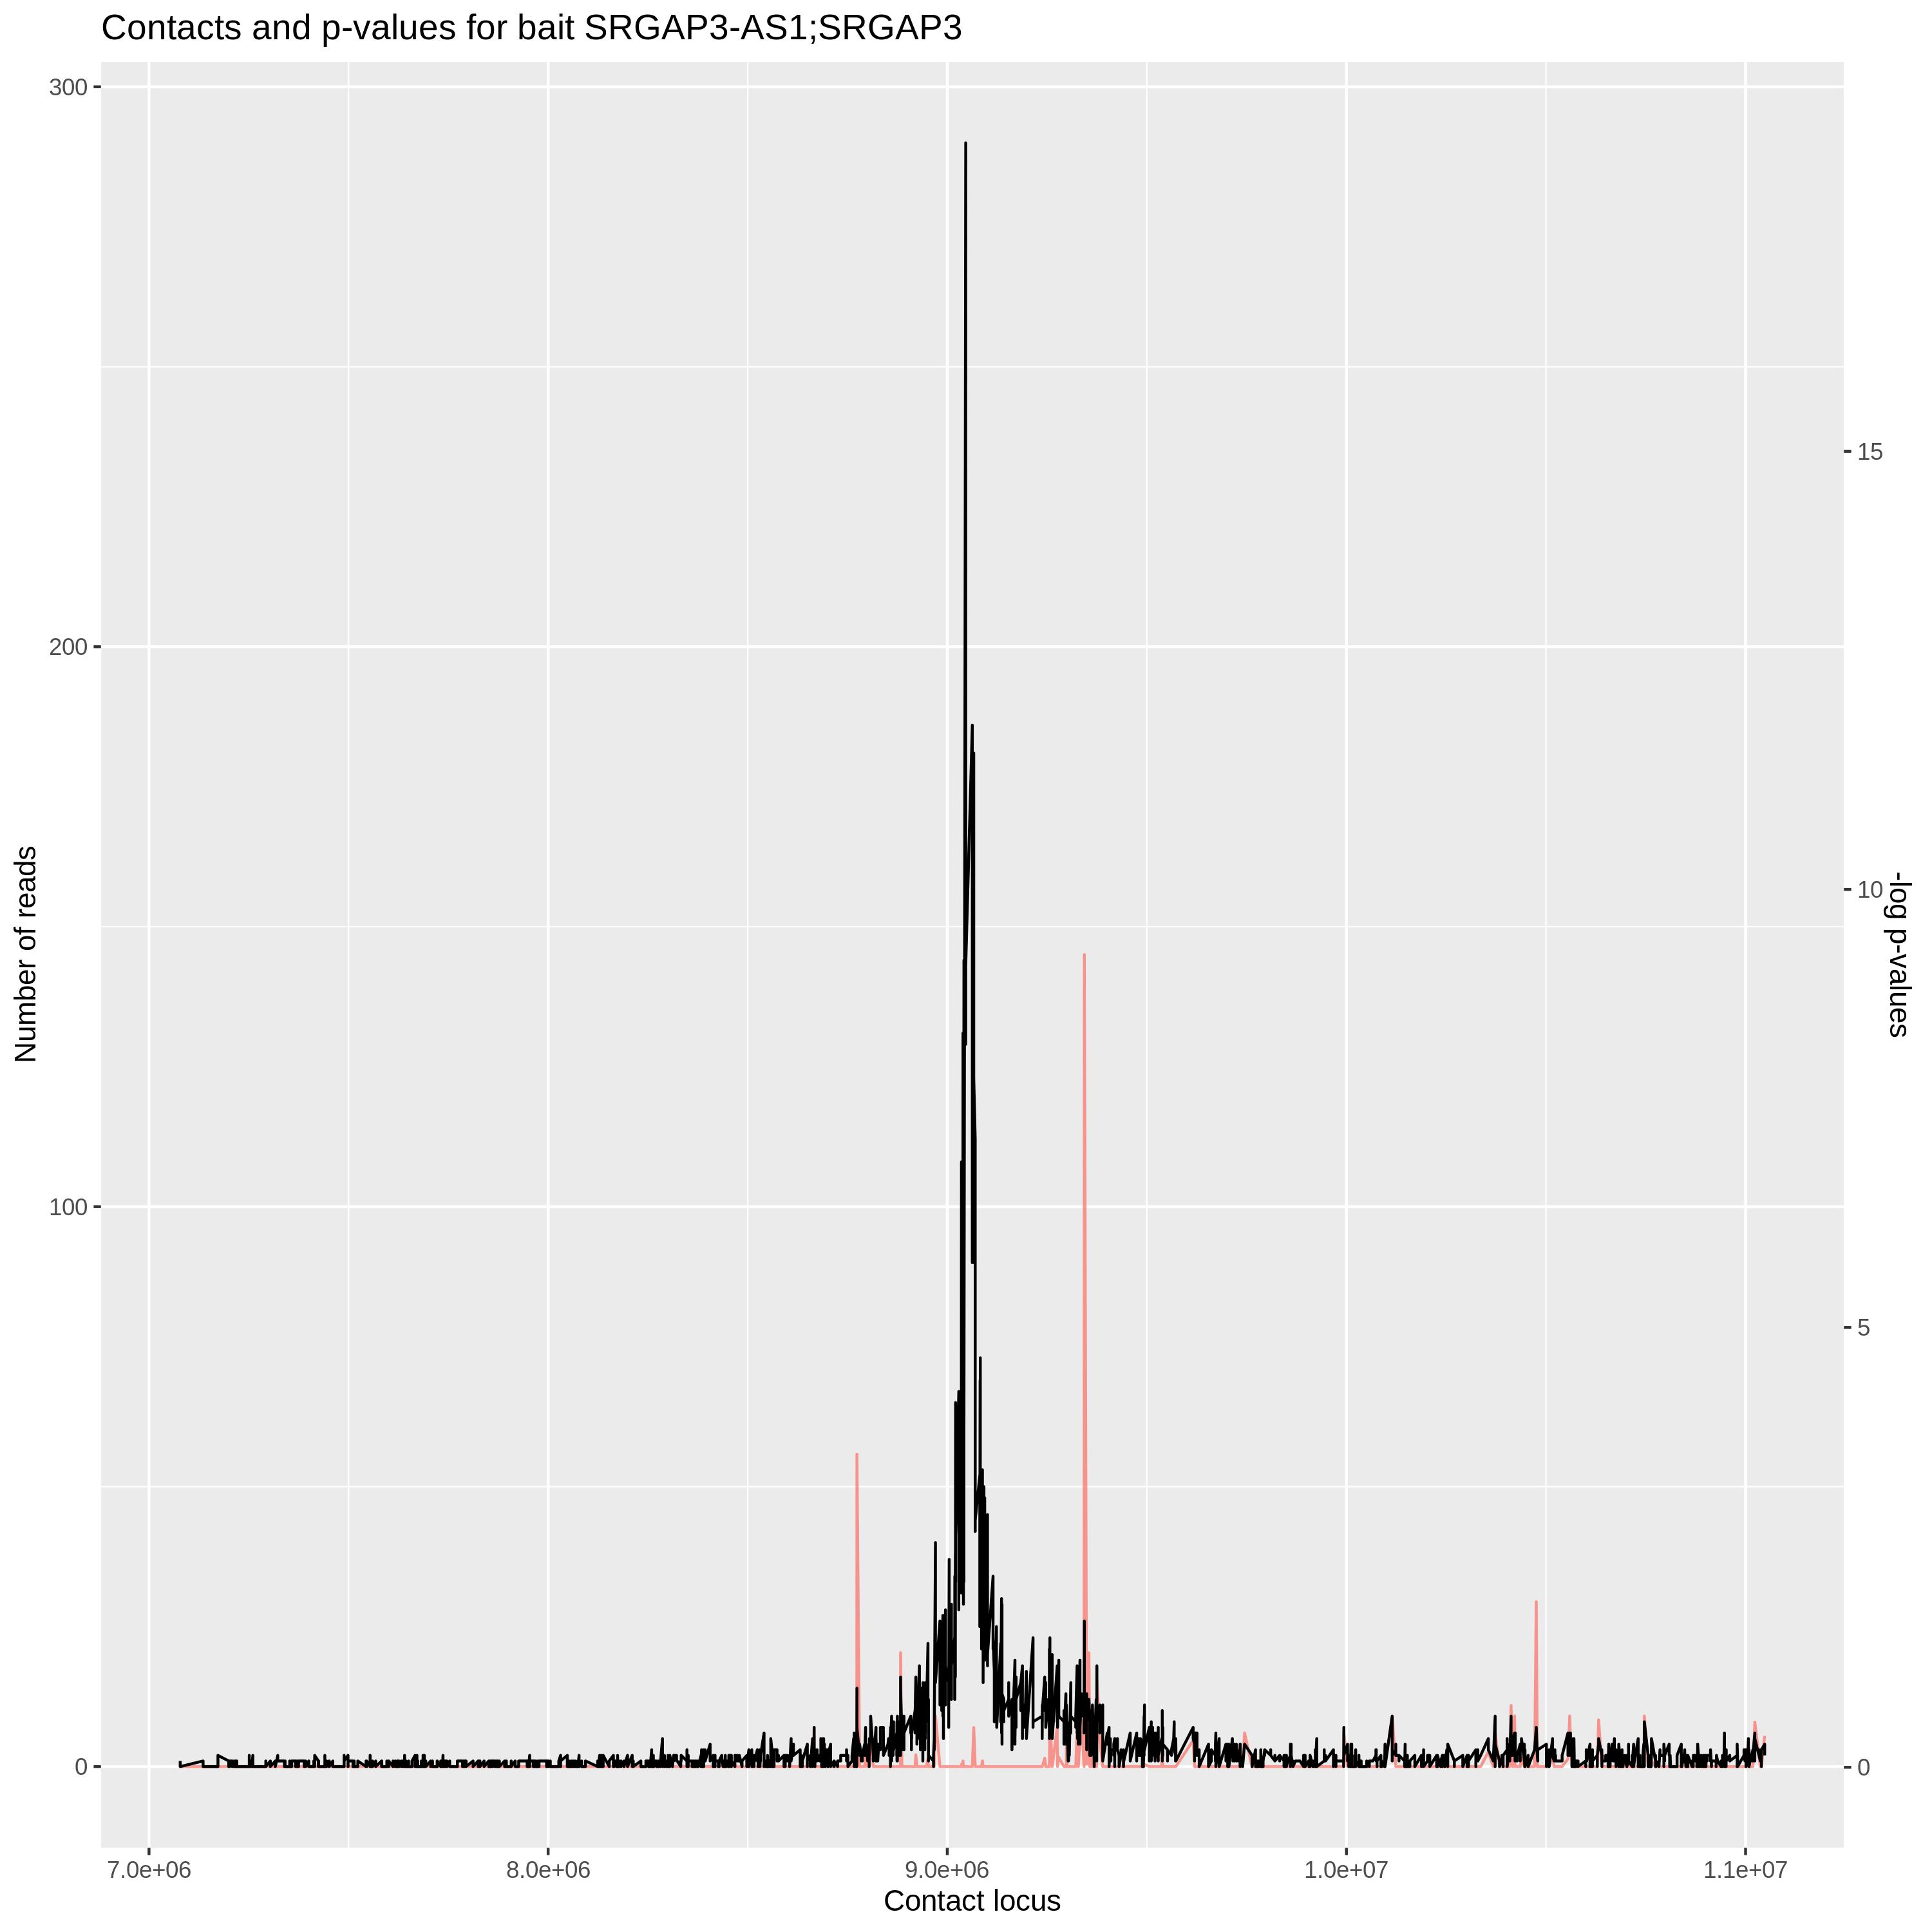 Contacts and p-values for bait SRGAP3-AS1;SRGAP3
300
200
100
0
Number of reads
15
10
5
0
-log p-values
7.0e+06
8.0e+06
9.0e+06
1.0e+07
1.1e+07
Contact locus